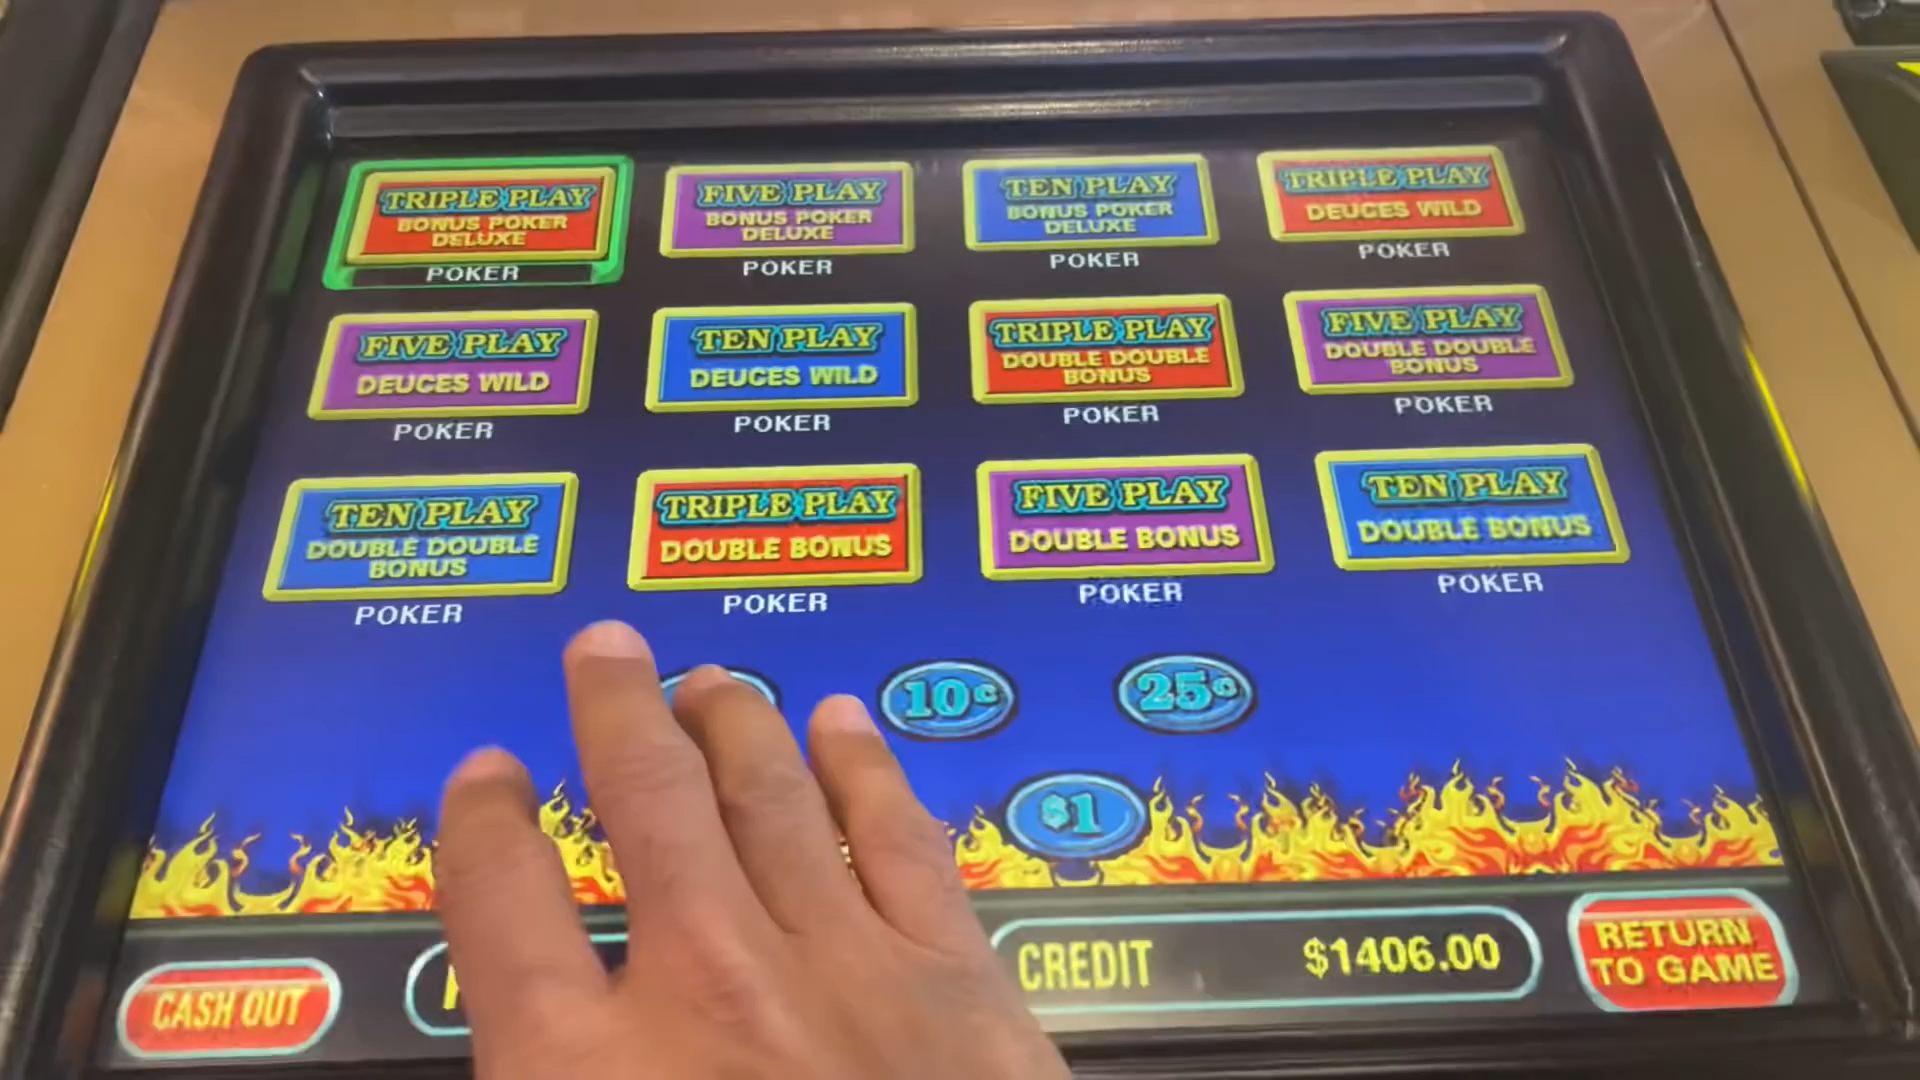 TRIPLE PLAY
BONUS POKER
DELUXE
POKER
FIVE PLAY
BONUS POKER
DELUXE
POKER
TEN PLAY
BONUS POKER
DELUXE
POKER
TRIPLE PLAY
DEUCES WILD
POKER
FIVE PLAY
DEUCES WILD
POKER
TEN PLAY
DEUCES WILD
POKER
TRIPLE PLAY
DOUBLE DOUBLE
BONUS
POKER
FIVE PLAY
DOUBLE DOUBLE
BONUS
POKER
TEN PLAY
DOUBLE DOUBLE
BONUS
POKER
TRIPLE PLAY
DOUBLE BONUS
POKER
FIVE PLAY
DOUBLE BONUS
POKER
TEN PLAY
DOUBLE BONUS
POKER
10¢
25¢
$1
CASH OUT
CREDIT $1406.00
RETURN
TO GAME